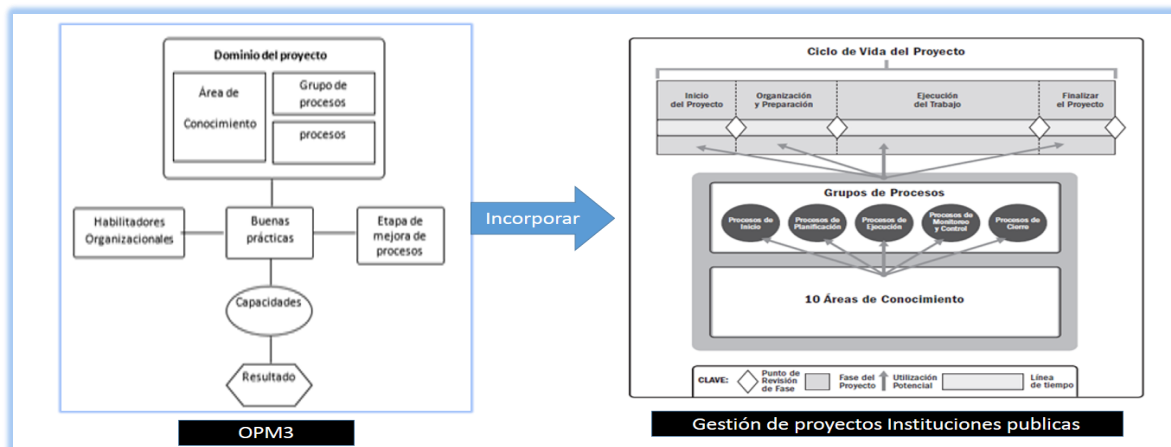 Dominio del proyecto
Área de
Conocimiento
Grupo de
procesos
procesos
Habilitadores
Organizacionales
Buenas
prácticas
Etapa de
mejora de
procesos
Capacidades
Resultado
OPM3
Incorporar
Ciclo de Vida del Proyecto
Inicio
del Proyecto
Organización
y Preparación
Ejecución
del Trabajo
Finalizar
el Proyecto
Grupos de Procesos
Procesos de
Inicio
Procesos de
Planificación
Procesos de
Ejecución
Procesos de
Monitoreo
y Control
Procesos de
Cierre
10 Áreas de Conocimiento
CLAVE:
Punto de
Revisión
de Fase
Fase del
Proyecto
Utilización
Potencial
Línea
de tiempo
Gestión de proyectos Instituciones publicas